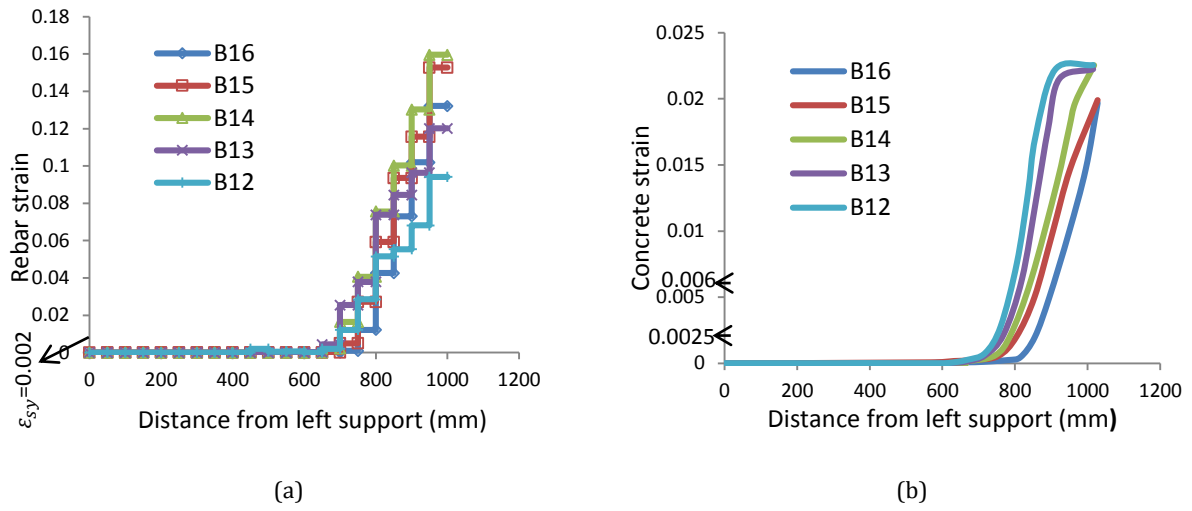 0.18
0.16
0.14
0.12
0.10
0.08
0.06
0.04
0.02
0
Rebar strain
B16
B15
B14
B13
B12
0 200 400 600 800 1000 1200
Distance from left support (mm)
εsy=0.002
(a)
0.025
0.02
0.015
0.01
0.006
0.005
0.0025
0
Concrete strain
B16
B15
B14
B13
B12
0 200 400 600 800 1000 1200
Distance from left support (mm)
(b)